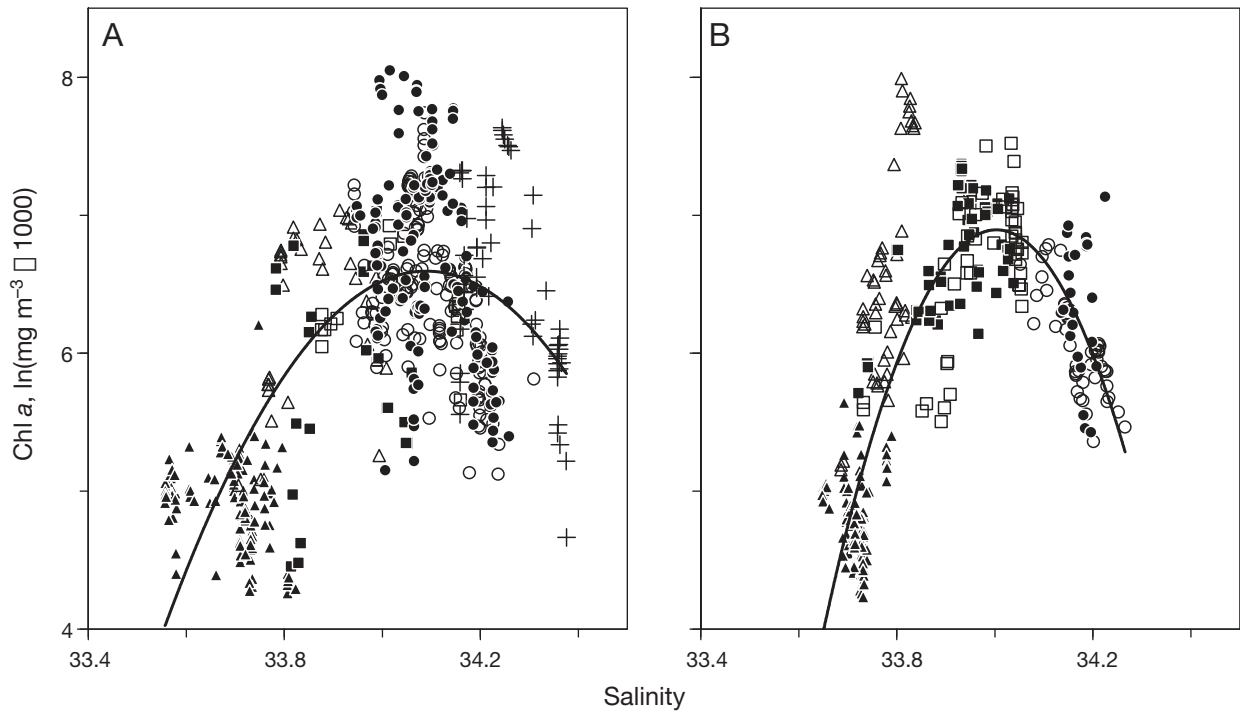 A
B
8
6
4
Chl a, ln(mg m⁻³ □ 1000)
33.4
33.8
34.2
33.4
33.8
34.2
Salinity